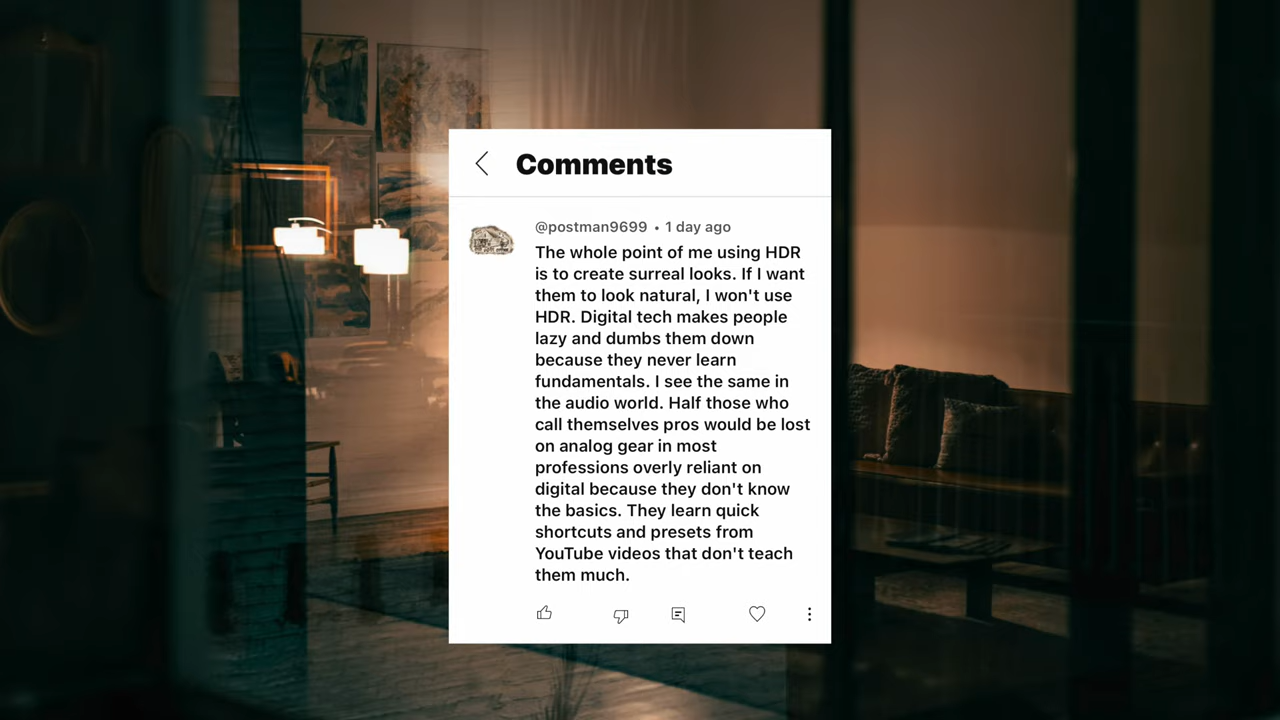 Comments
@postman9699 • 1 day ago
The whole point of me using HDR
is to create surreal looks. If I want
them to look natural, I won't use
HDR. Digital tech makes people
lazy and dumbs them down
because they never learn
fundamentals. I see the same in
the audio world. Half those who
call themselves pros would be lost
on analog gear in most
professions overly reliant on
digital because they don't know
the basics. They learn quick
shortcuts and presets from
YouTube videos that don't teach
them much.